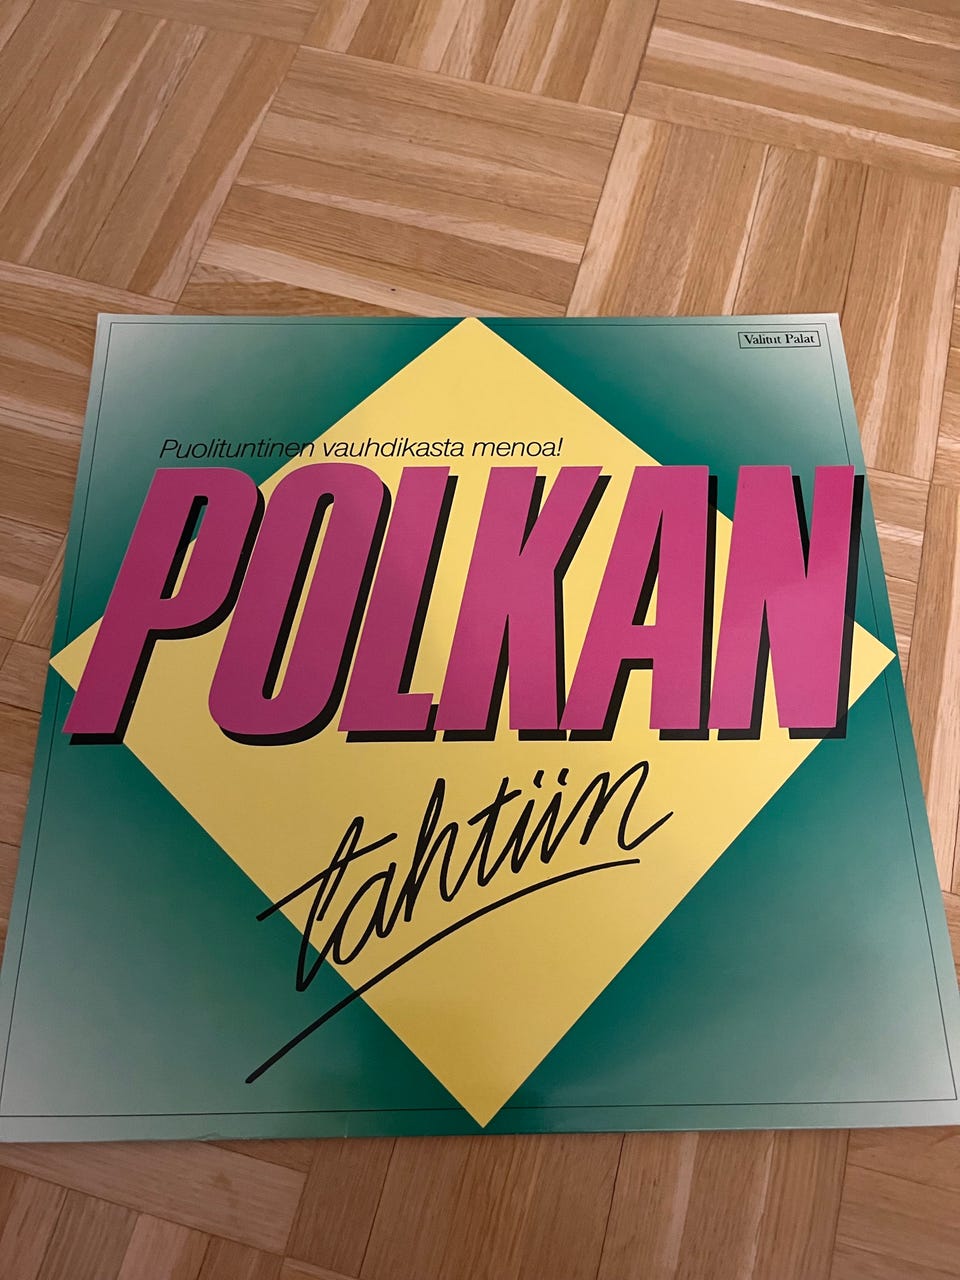 Valitut Palat
Puolituntinen vauhdikasta menoa!
POLKAN
tahtiin